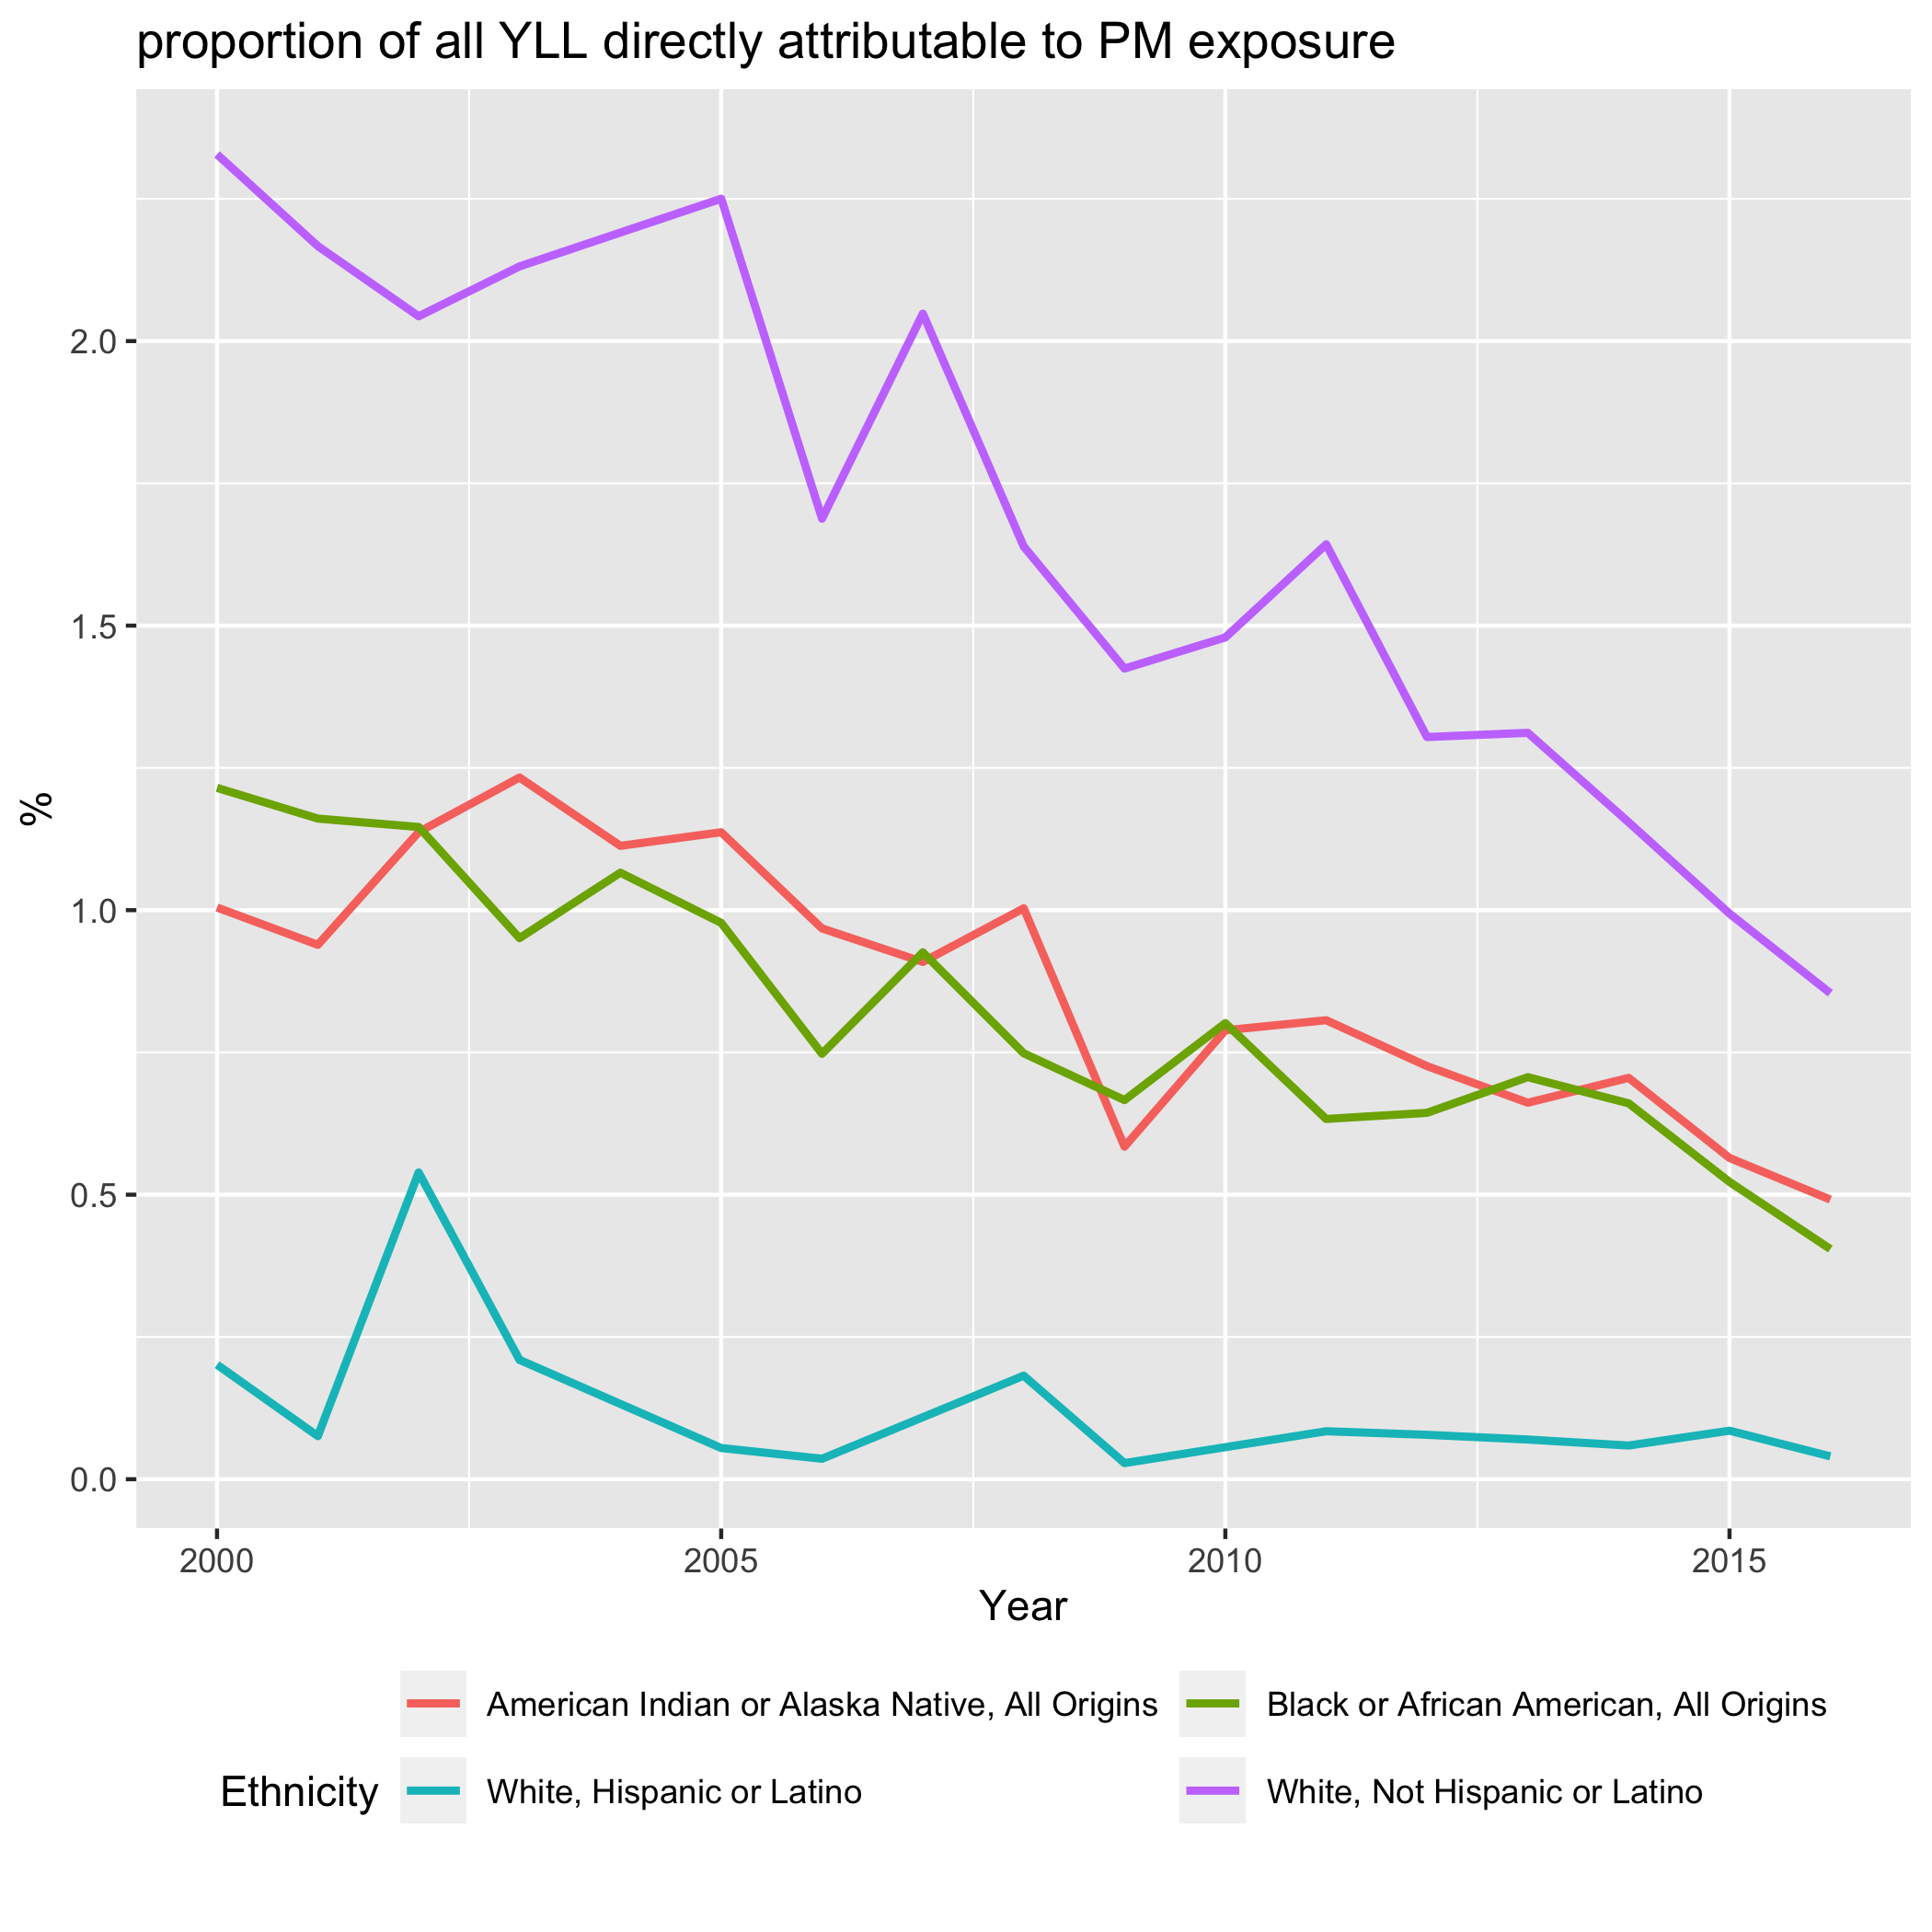 proportion of all YLL directly attributable to PM exposure
%
2.0
1.5
1.0
0.5
0.0
2000 2005 2010 2015
Year
Ethnicity
American Indian or Alaska Native, All Origins Black or African American, All Origins
White, Hispanic or Latino White, Not Hispanic or Latino